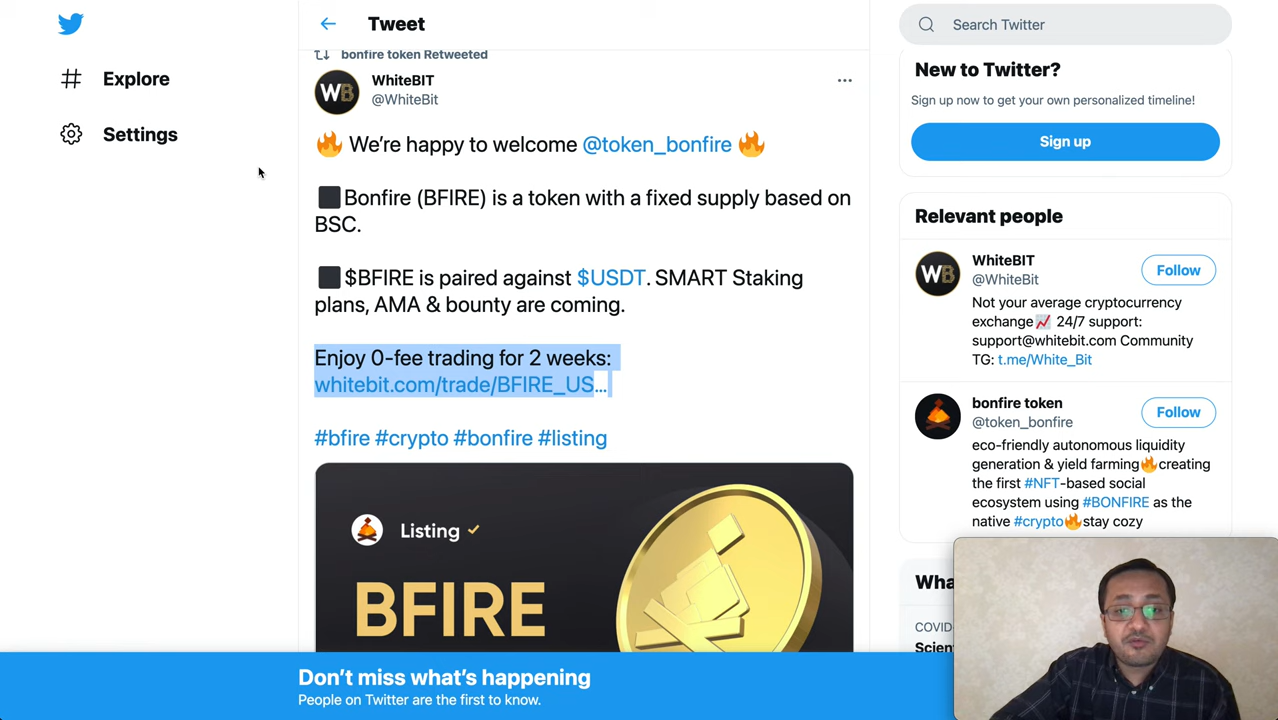 Tweet
Search Twitter
Explore
Settings
bonfire token Retweeted
WB
WhiteBIT
@WhiteBit
🔥 We're happy to welcome @token_bonfire 🔥
⬛Bonfire (BFIRE) is a token with a fixed supply based on
BSC.
⬛$BFIRE is paired against $USDT. SMART Staking
plans, AMA & bounty are coming.
Enjoy 0-fee trading for 2 weeks:
whitebit.com/trade/BFIRE_US…
#bfire #crypto #bonfire #listing
Listing
BFIRE
New to Twitter?
Sign up now to get your own personalized timeline!
Sign up
Relevant people
WB
WhiteBIT
@WhiteBit
Follow
Not your average cryptocurrency
exchange📈 24/7 support:
support@whitebit.com Community
TG: t.me/White_Bit
bonfire token
@token_bonfire
Follow
eco-friendly autonomous liquidity
generation & yield farming🔥creating
the first #NFT-based social
ecosystem using #BONFIRE as the
native #crypto🔥stay cozy
Wha
COVID
Scien
Don't miss what's happening
People on Twitter are the first to know.